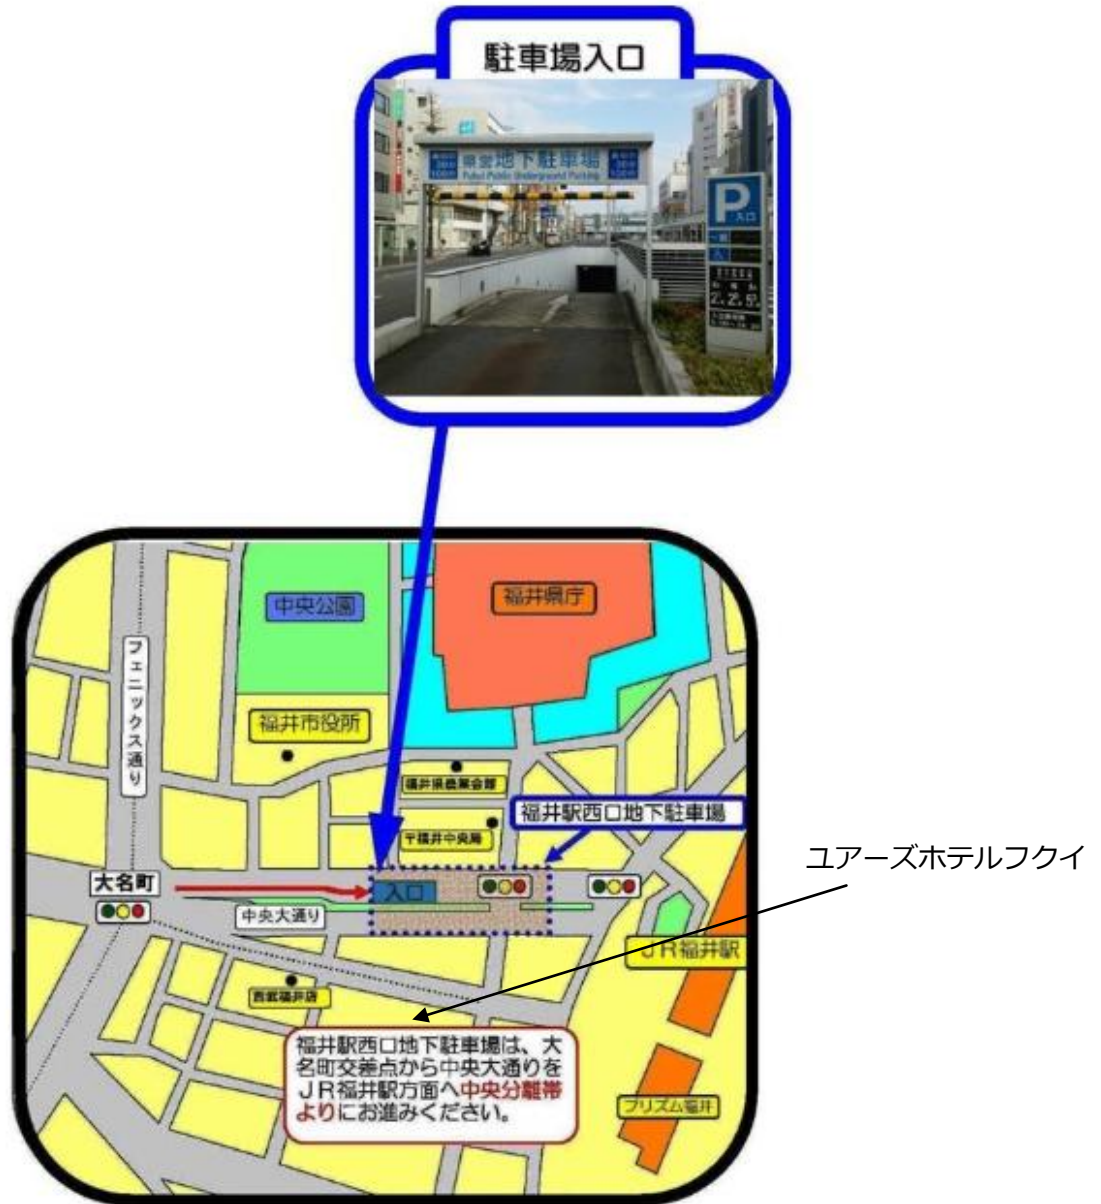 駐車場入口
県営地下駐車場
Fukui Public Underground Parking
P
入口
中央公園
福井県庁
フェニックス通り
福井市役所
福井県農業会館
福井駅西口地下駐車場
〒福井中央局
ユアーズホテルフクイ
大名町
入口
中央大通り
JR福井駅
西武福井店
福井駅西口地下駐車場は、大
名町交差点から中央大通りを
JR福井駅方面へ中央分離帯
よりにお進みください。
プリズム福井